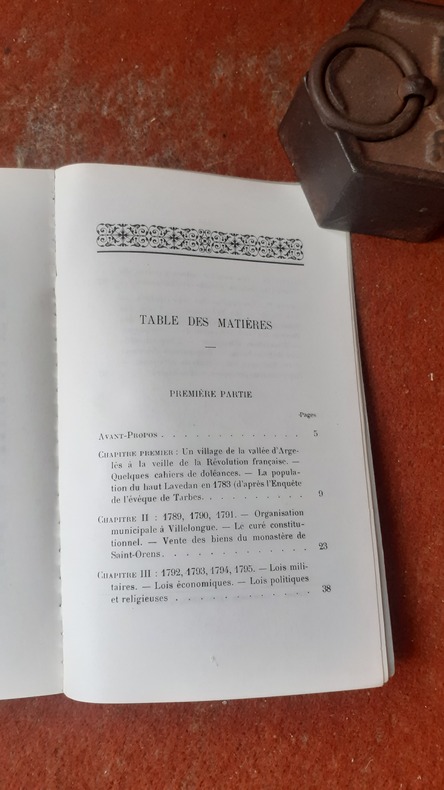 TABLE DES MATIÈRES
PREMIÈRE PARTIE
Pages.
AVANT-PROPOS . . . . . . . . . . . 5
CHAPITRE PREMIER : Un village de la vallée d'Arge-
lès à la veille de la Révolution française. —
Quelques cahiers de doléances. — La popula-
tion du haut Lavedan en 1783 (d'après l'Enquête
de l'évêque de Tarbes. . . . . . . . . . 9
CHAPITRE II : 1789, 1790, 1791. — Organisation
municipale à Villelongue. — Le curé constitu-
tionnel. — Vente des biens du monastère de
Saint-Orens. . . . . . . . . . . . . 23
CHAPITRE III : 1792, 1793, 1794, 1795. — Lois mili-
taires. — Lois économiques. — Lois politiques
et religieuses . . . . . . . . . . . 38